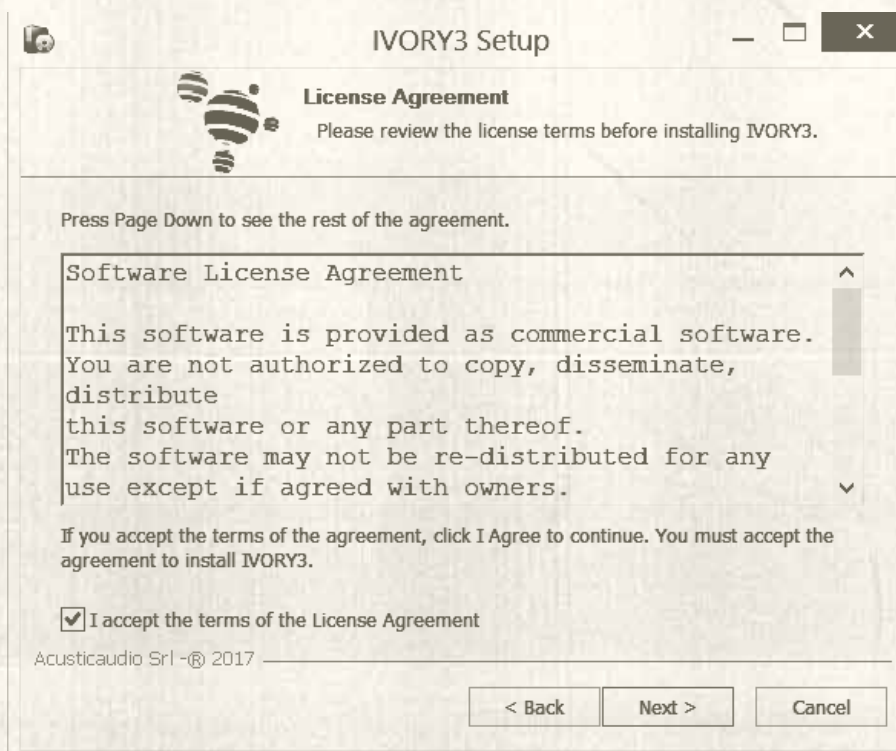 IVORY3 Setup
License Agreement
Please review the license terms before installing IVORY3.
Press Page Down to see the rest of the agreement.
Software License Agreement
This software is provided as commercial software.
You are not authorized to copy, disseminate,
distribute
this software or any part thereof.
The software may not be re-distributed for any
use except if agreed with owners.
If you accept the terms of the agreement, click I Agree to continue. You must accept the
agreement to install IVORY3.
I accept the terms of the License Agreement
Acusticaudio Srl -® 2017
< Back
Next >
Cancel